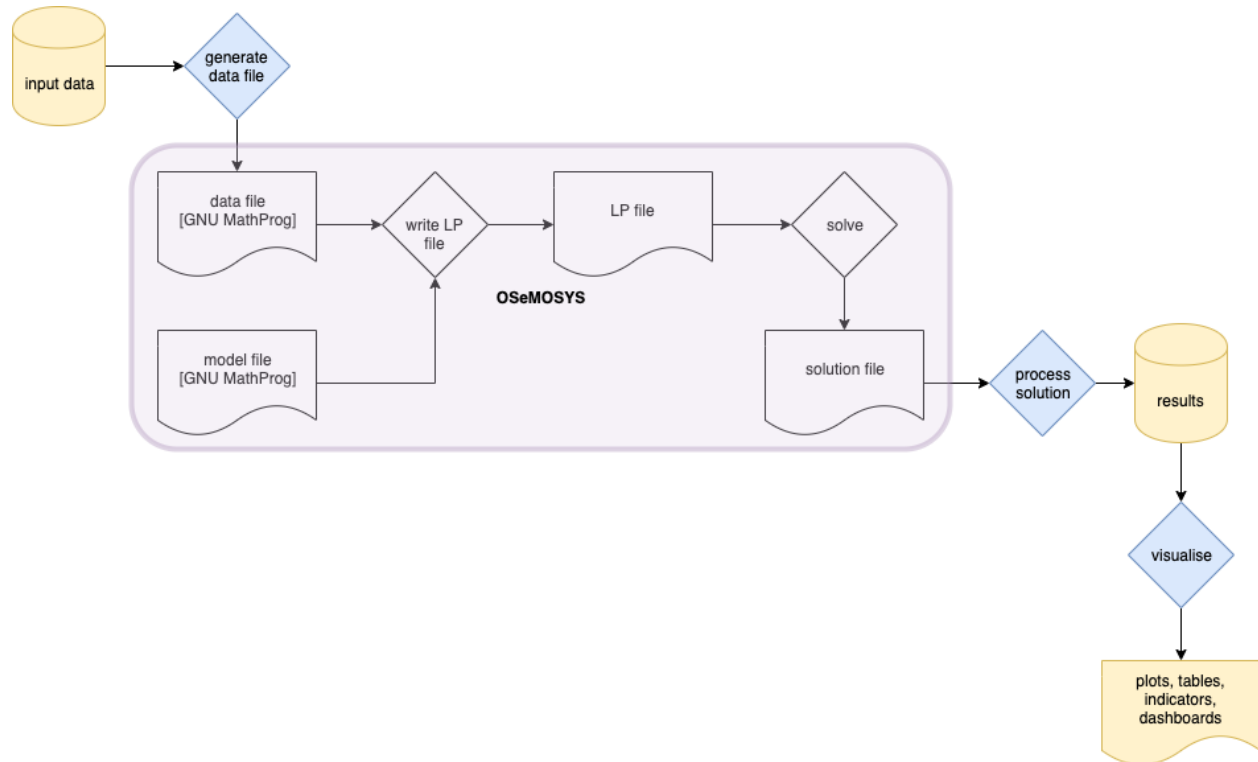 input data
generate
data file
data file
[GNU MathProg]
write LP
file
LP file
solve
OSeMOSYS
model file
[GNU MathProg]
solution file
process
solution
results
visualise
plots, tables,
indicators,
dashboards